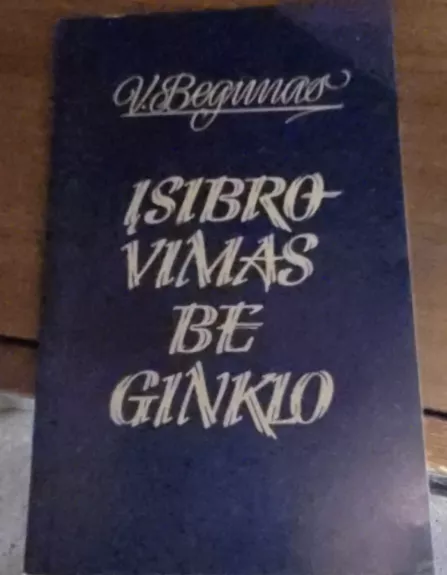 V. Begunas
ĮSIBRO-
VIMAS
BE
GINKLO